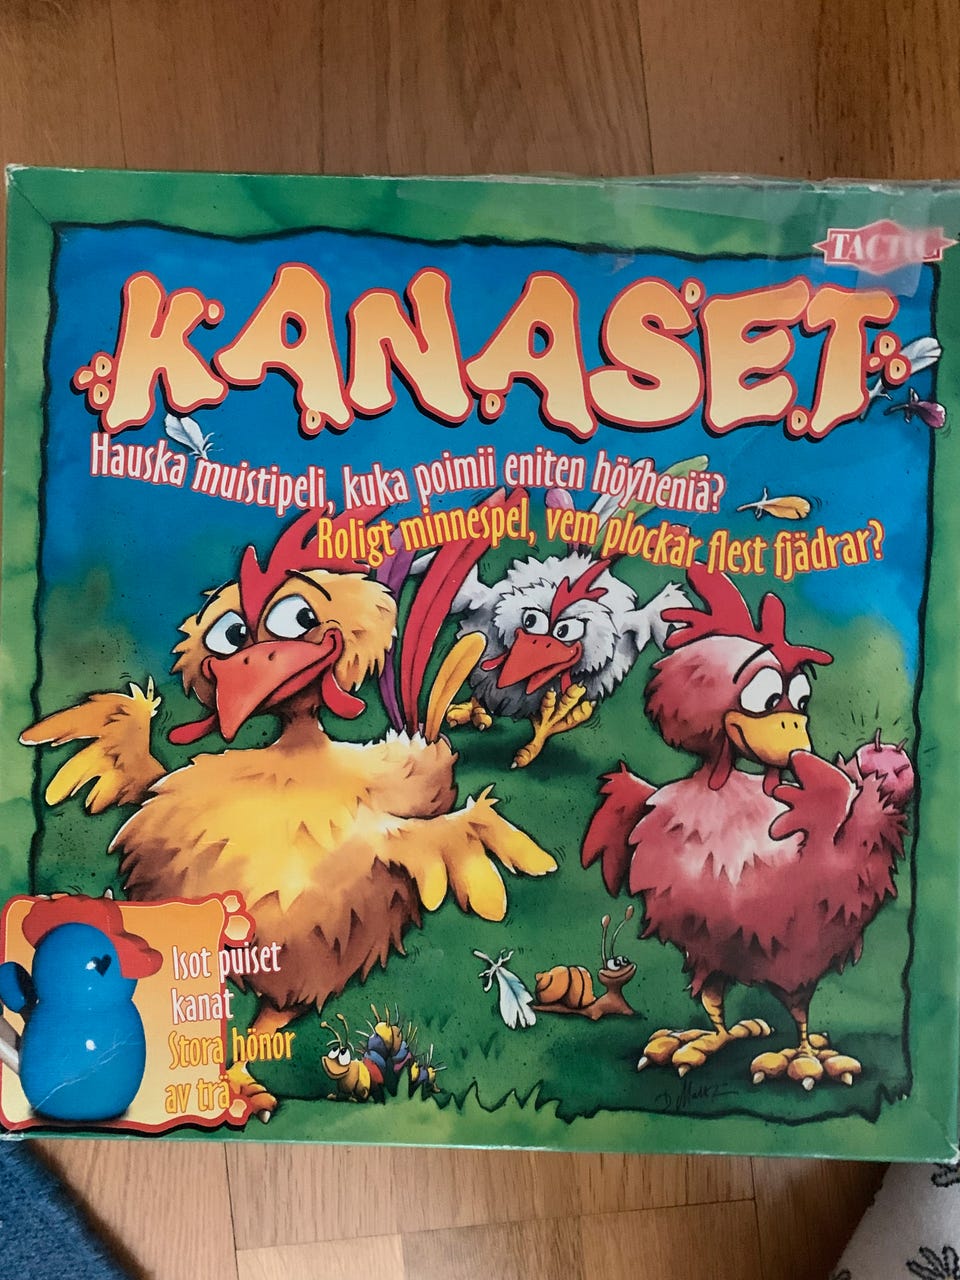 TACTIC
KANASET
Hauska muistipeli, kuka poimii eniten höyheniä?
Roligt minnespel, vem plockar flest fjädrar?
Isot puiset
kanat
Stora hönor
av trä